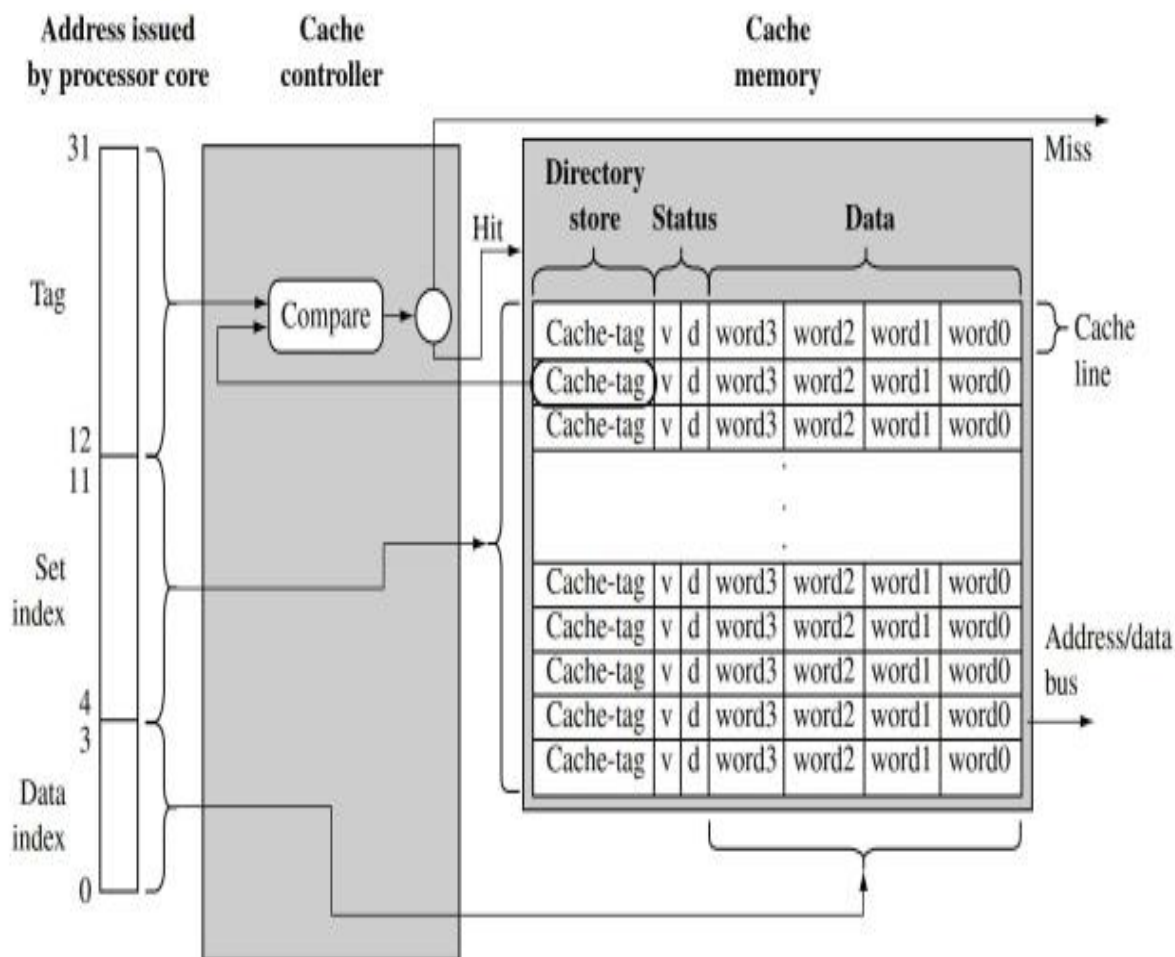 Address issued
by processor core
Cache
controller
Cache
memory
31
Miss
Directory
store
Status
Data
Hit
Tag
Compare
Cache-tag v d word3 word2 word1 word0
Cache
line
Cache-tag v d word3 word2 word1 word0
Cache-tag v d word3 word2 word1 word0
12
11
Set
index
Cache-tag v d word3 word2 word1 word0
Cache-tag v d word3 word2 word1 word0
Cache-tag v d word3 word2 word1 word0
Cache-tag v d word3 word2 word1 word0
Cache-tag v d word3 word2 word1 word0
Address/data
bus
4
3
Data
index
0